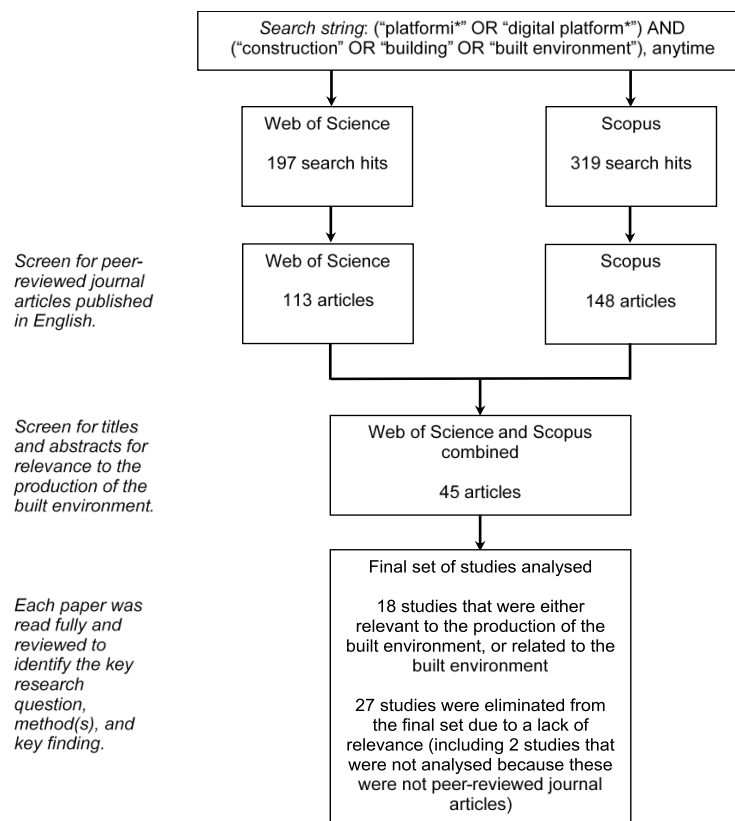 Search string: (“platformi*” OR “digital platform*”) AND
(“construction” OR “building” OR “built environment”), anytime
Web of Science
197 search hits
Scopus
319 search hits
Screen for peer-
reviewed journal
articles published
in English.
Web of Science
113 articles
Scopus
148 articles
Screen for titles
and abstracts for
relevance to the
production of the
built environment.
Web of Science and Scopus
combined
45 articles
Each paper was
read fully and
reviewed to
identify the key
research
question,
method(s), and
key finding.
Final set of studies analysed
18 studies that were either
relevant to the production of the
built environment, or related to the
built environment
27 studies were eliminated from
the final set due to a lack of
relevance (including 2 studies that
were not analysed because these
were not peer-reviewed journal
articles)